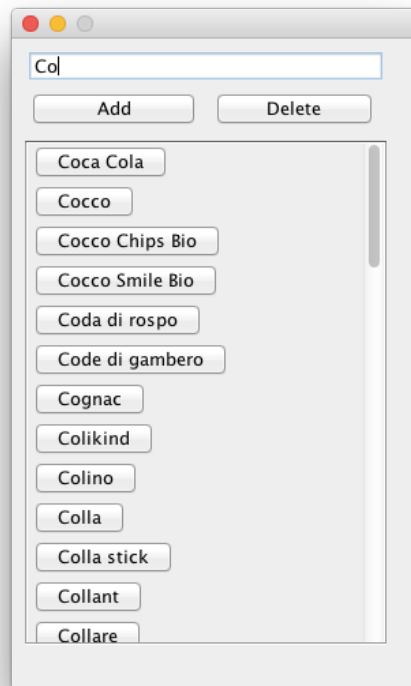 Co
Add Delete
Coca Cola
Cocco
Cocco Chips Bio
Cocco Smile Bio
Coda di rospo
Code di gambero
Cognac
Colikind
Colino
Colla
Colla stick
Collant
Collare